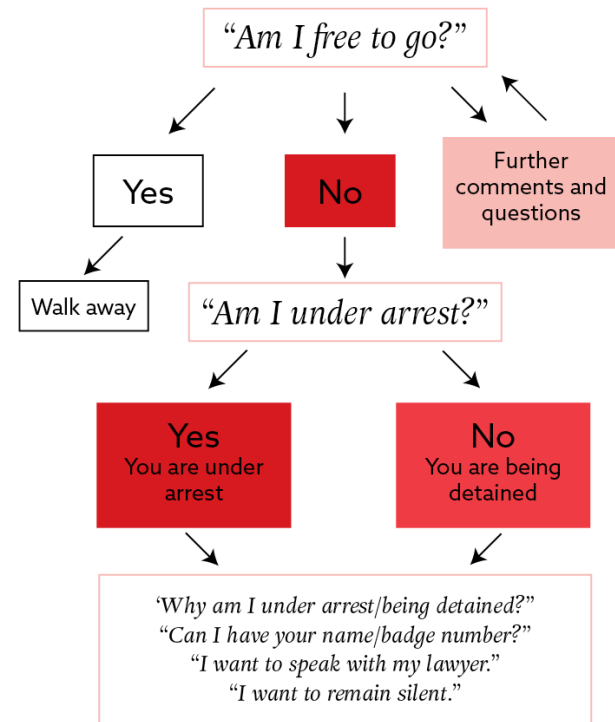 “Am I free to go?”
Yes
No
Further
comments and
questions
Walk away
“Am I under arrest?”
Yes
You are under
arrest
No
You are being
detained
‘Why am I under arrest/being detained?”
“Can I have your name/badge number?”
“I want to speak with my lawyer.”
“I want to remain silent.”